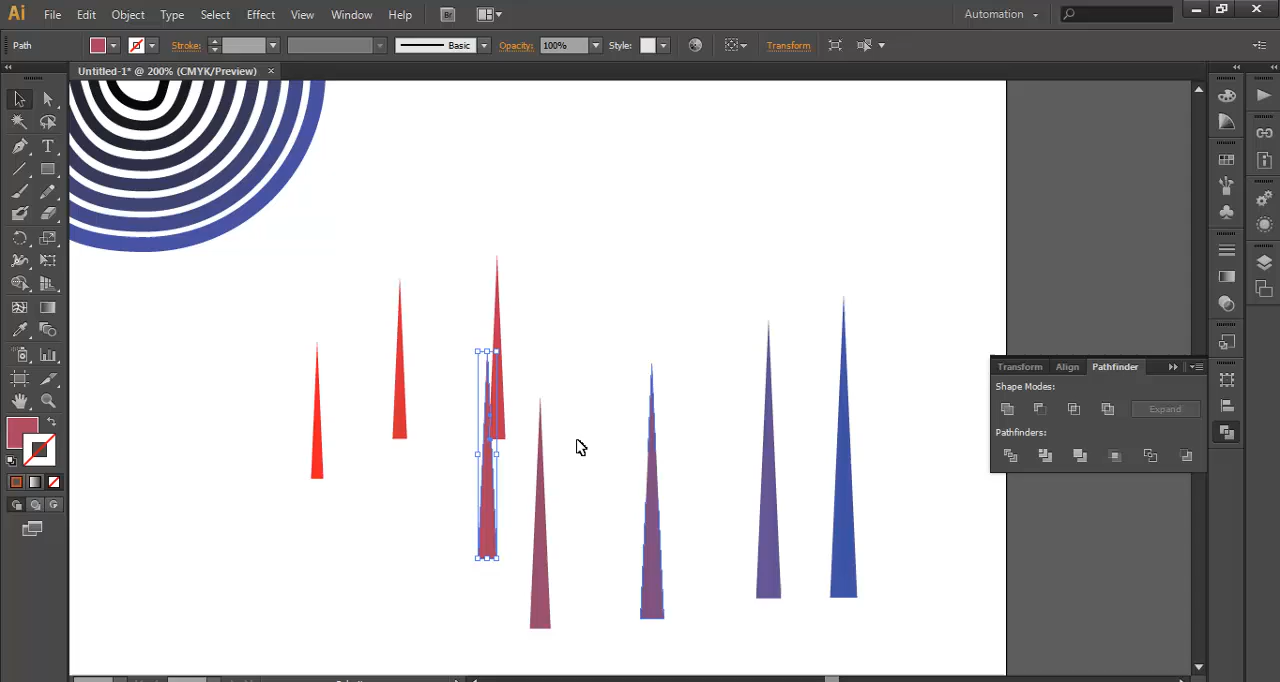 Ai File Edit Object Type Select Effect View Window Help Br Automation
Path Stroke: Basic Opacity: 100% Style: Transform
Untitled-1* @ 200% (CMYK/Preview) ×
T
Transform Align Pathfinder
Shape Modes:
Expand
Pathfinders: